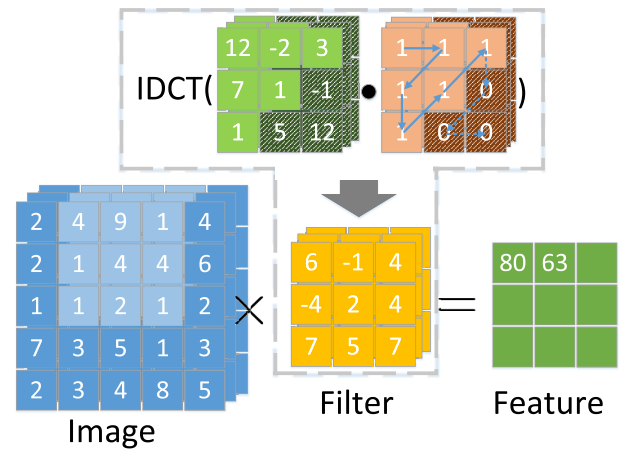 12 -2 3 1 1 1
IDCT( 7 1 -1 • 1 1 0 )
1 5 12 1 0 0
2 4 9 1 4
2 1 4 4 6
1 1 2 1 2
7 3 5 1 3
2 3 4 8 5
×
6 -1 4
-4 2 4
7 5 7
=
80 63
Image
Filter
Feature